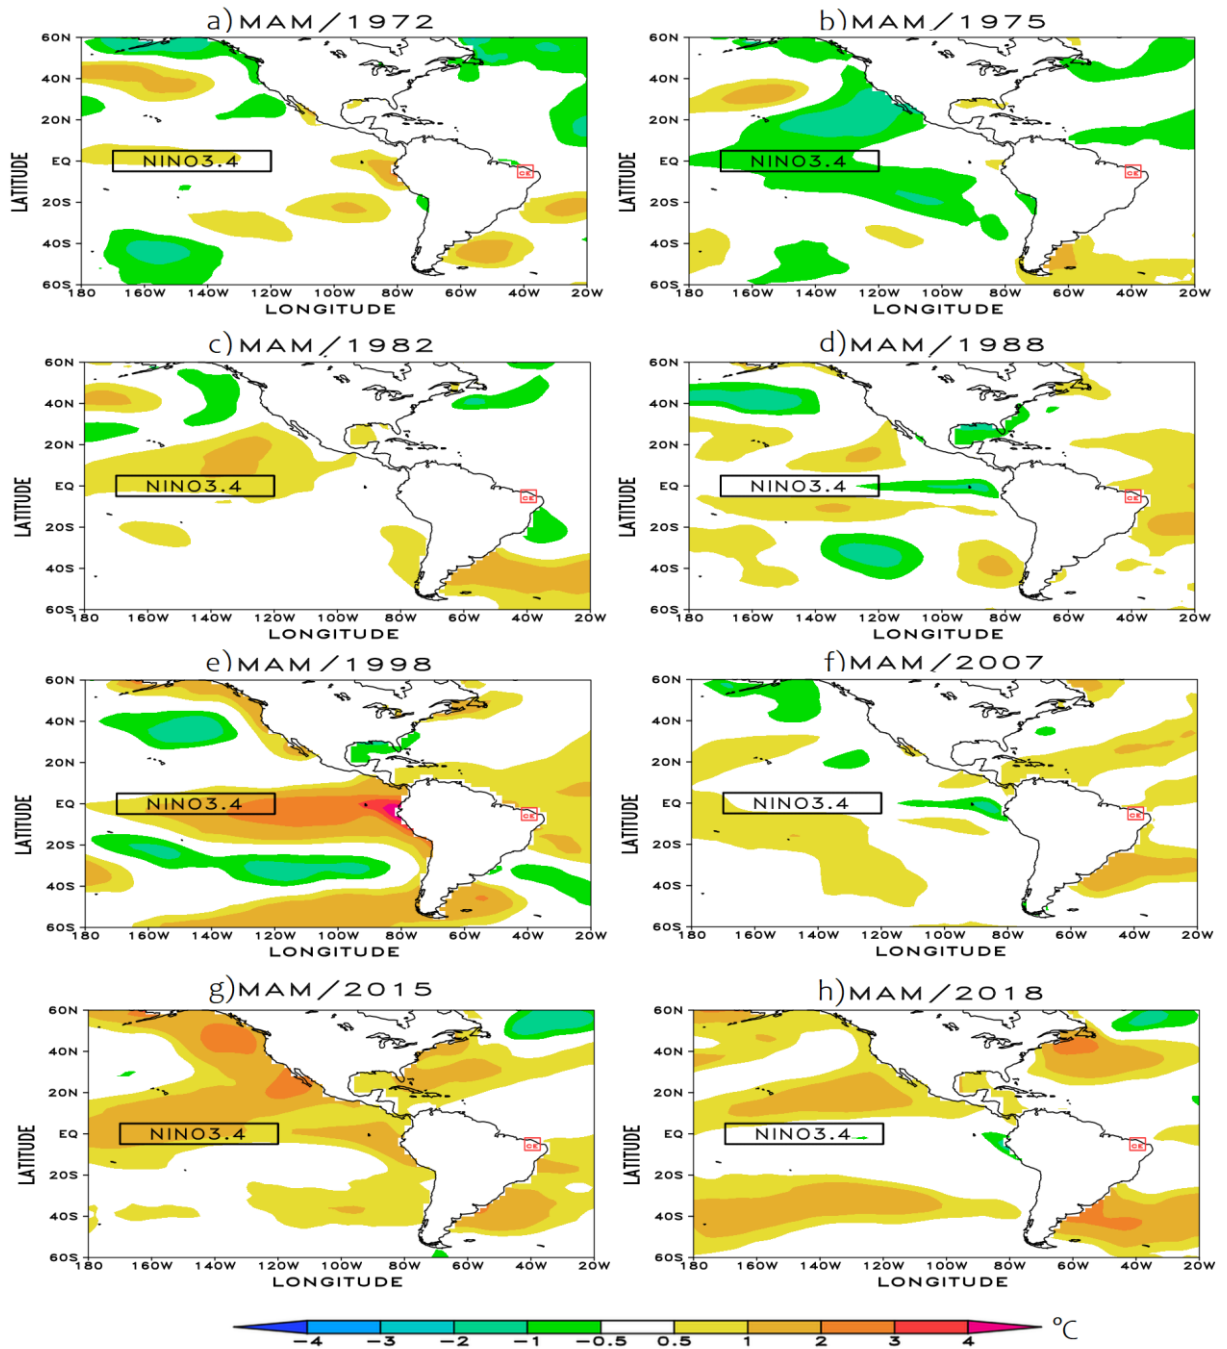 a)MAM/1972
60N
40N
20N
EQ
20S
40S
60S
LATITUDE
NINO3.4
CE
180 160W 140W 120W 100W 80W 60W 40W 20W
LONGITUDE
b)MAM/1975
60N
40N
20N
EQ
20S
40S
60S
LATITUDE
NINO3.4
CE
180 160W 140W 120W 100W 80W 60W 40W 20W
LONGITUDE
c)MAM/1982
60N
40N
20N
EQ
20S
40S
60S
LATITUDE
NINO3.4
CE
180 160W 140W 120W 100W 80W 60W 40W 20W
LONGITUDE
d)MAM/1988
60N
40N
20N
EQ
20S
40S
60S
LATITUDE
NINO3.4
CE
180 160W 140W 120W 100W 80W 60W 40W 20W
LONGITUDE
e)MAM/1998
60N
40N
20N
EQ
20S
40S
60S
LATITUDE
NINO3.4
CE
180 160W 140W 120W 100W 80W 60W 40W 20W
LONGITUDE
f)MAM/2007
60N
40N
20N
EQ
20S
40S
60S
LATITUDE
NINO3.4
CE
180 160W 140W 120W 100W 80W 60W 40W 20W
LONGITUDE
g)MAM/2015
60N
40N
20N
EQ
20S
40S
60S
LATITUDE
NINO3.4
CE
180 160W 140W 120W 100W 80W 60W 40W 20W
LONGITUDE
h)MAM/2018
60N
40N
20N
EQ
20S
40S
60S
LATITUDE
NINO3.4
CE
180 160W 140W 120W 100W 80W 60W 40W 20W
LONGITUDE
-4 -3 -2 -1 -0.5 0.5 1 2 3 4 °C